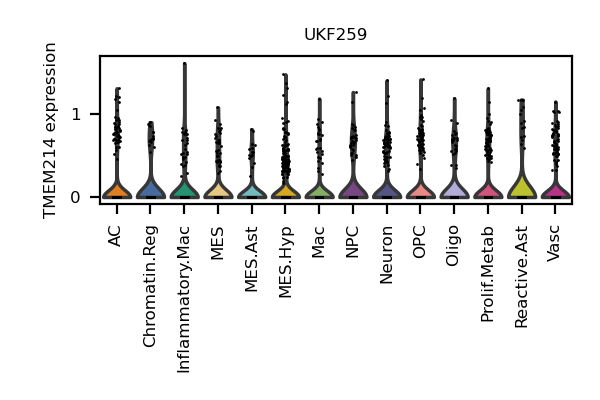 UKF259
TMEM214 expression
1
0
AC
Chromatin.Reg
Inflammatory.Mac
MES
MES.Ast
MES.Hyp
Mac
NPC
Neuron
OPC
Oligo
Prolif.Metab
Reactive.Ast
Vasc